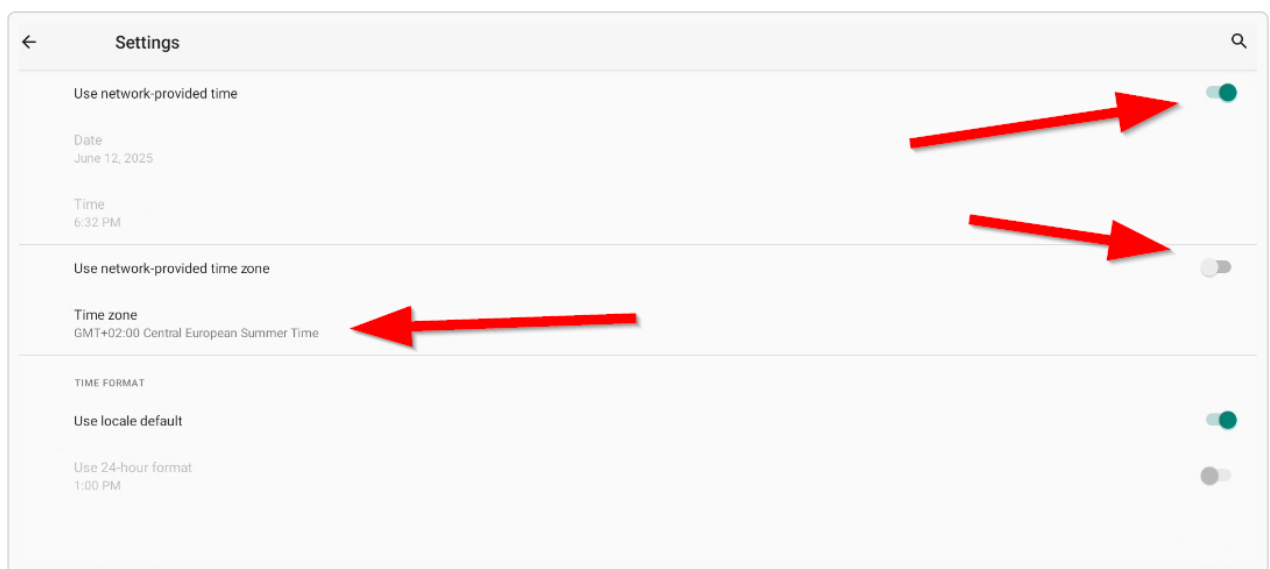 Settings
Use network-provided time
Date
June 12, 2025
Time
6:32 PM
Use network-provided time zone
Time zone
GMT+02:00 Central European Summer Time
TIME FORMAT
Use locale default
Use 24-hour format
1:00 PM